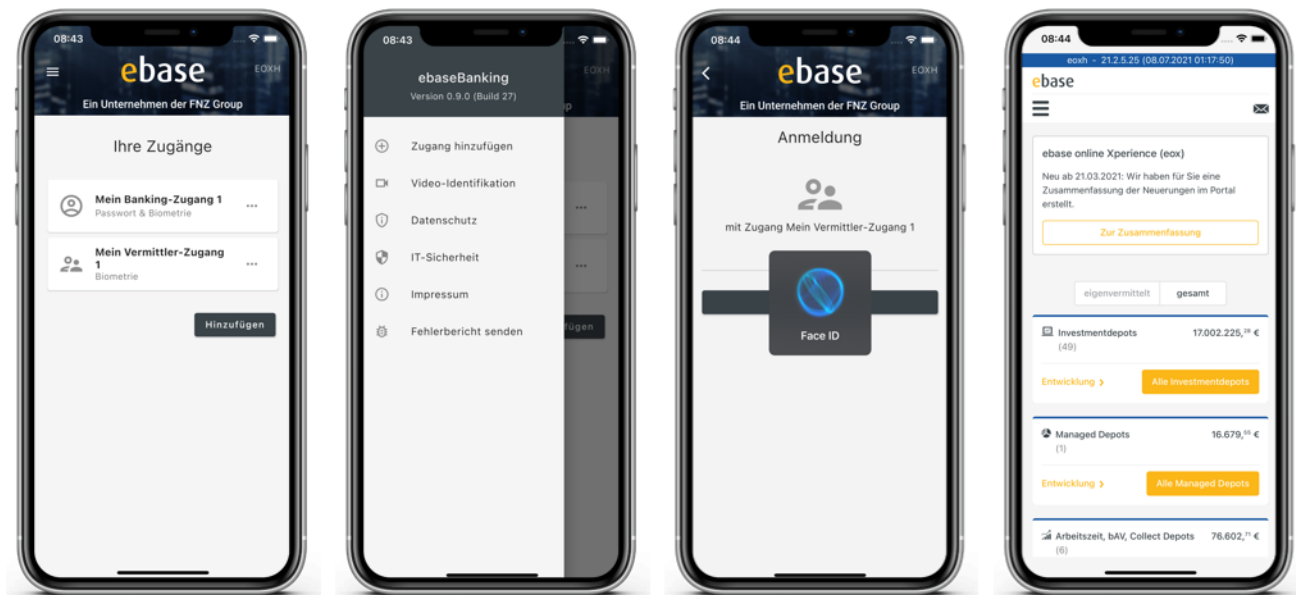 08:43
ebase
EOXH
Ein Unternehmen der FNZ Group
Ihre Zugänge
Mein Banking-Zugang 1
Passwort & Biometrie
Mein Vermittler-Zugang
1
Biometrie
Hinzufügen
08:43
ebaseBanking
Version 0.9.0 (Build 27)
EOXH
Zugang hinzufügen
Video-Identifikation
Datenschutz
IT-Sicherheit
Impressum
Fehlerbericht senden
fügen
08:44
ebase
EOXH
Ein Unternehmen der FNZ Group
Anmeldung
mit Zugang Mein Vermittler-Zugang 1
Face ID
08:44
eoxh - 21.2.5.25 (08.07.2021 01:17:50)
ebase
ebase online Xperience (eox)
Neu ab 21.03.2021: Wir haben für Sie eine
Zusammenfassung der Neuerungen im Portal
erstellt.
Zur Zusammenfassung
eigenvermittelt gesamt
Investmentdepots 17.002.225, €
(49)
Entwicklung Alle Investmentdepots
Managed Depots 16.679, €
(1)
Entwicklung Alle Managed Depots
Arbeitszeit, bAV, Collect Depots 76.602, €
(6)